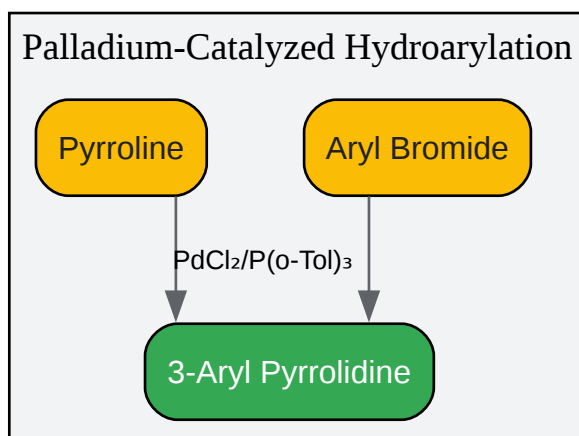 Palladium-Catalyzed Hydroarylation
Pyrroline
Aryl Bromide
PdCl₂/P(o-Tol)₃
3-Aryl Pyrrolidine